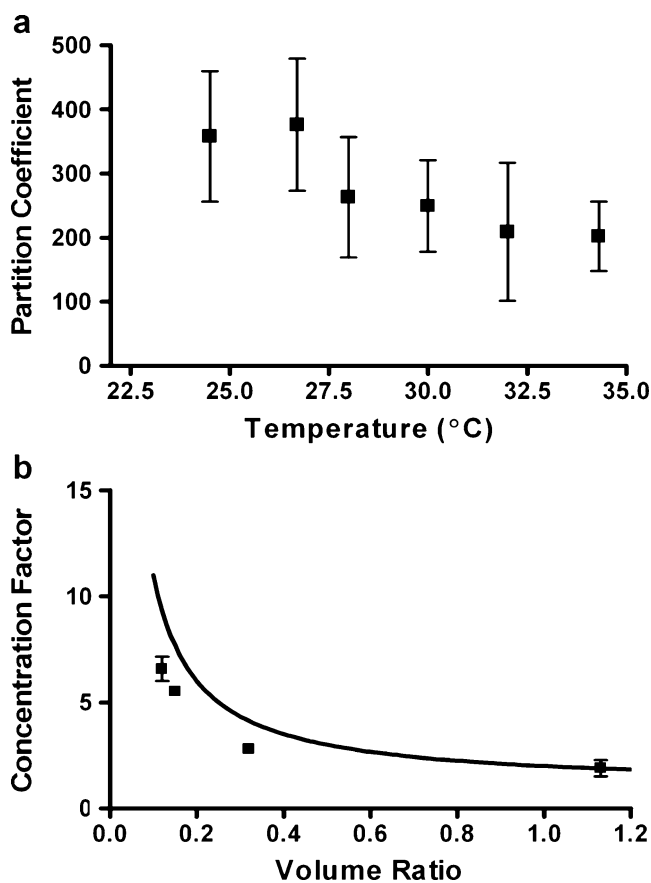 a
500
400
300
200
100
0
Partition Coefficient
22.5 25.0 27.5 30.0 32.5 35.0
Temperature (°C)
b
15
10
5
0
Concentration Factor
0.0 0.2 0.4 0.6 0.8 1.0 1.2
Volume Ratio